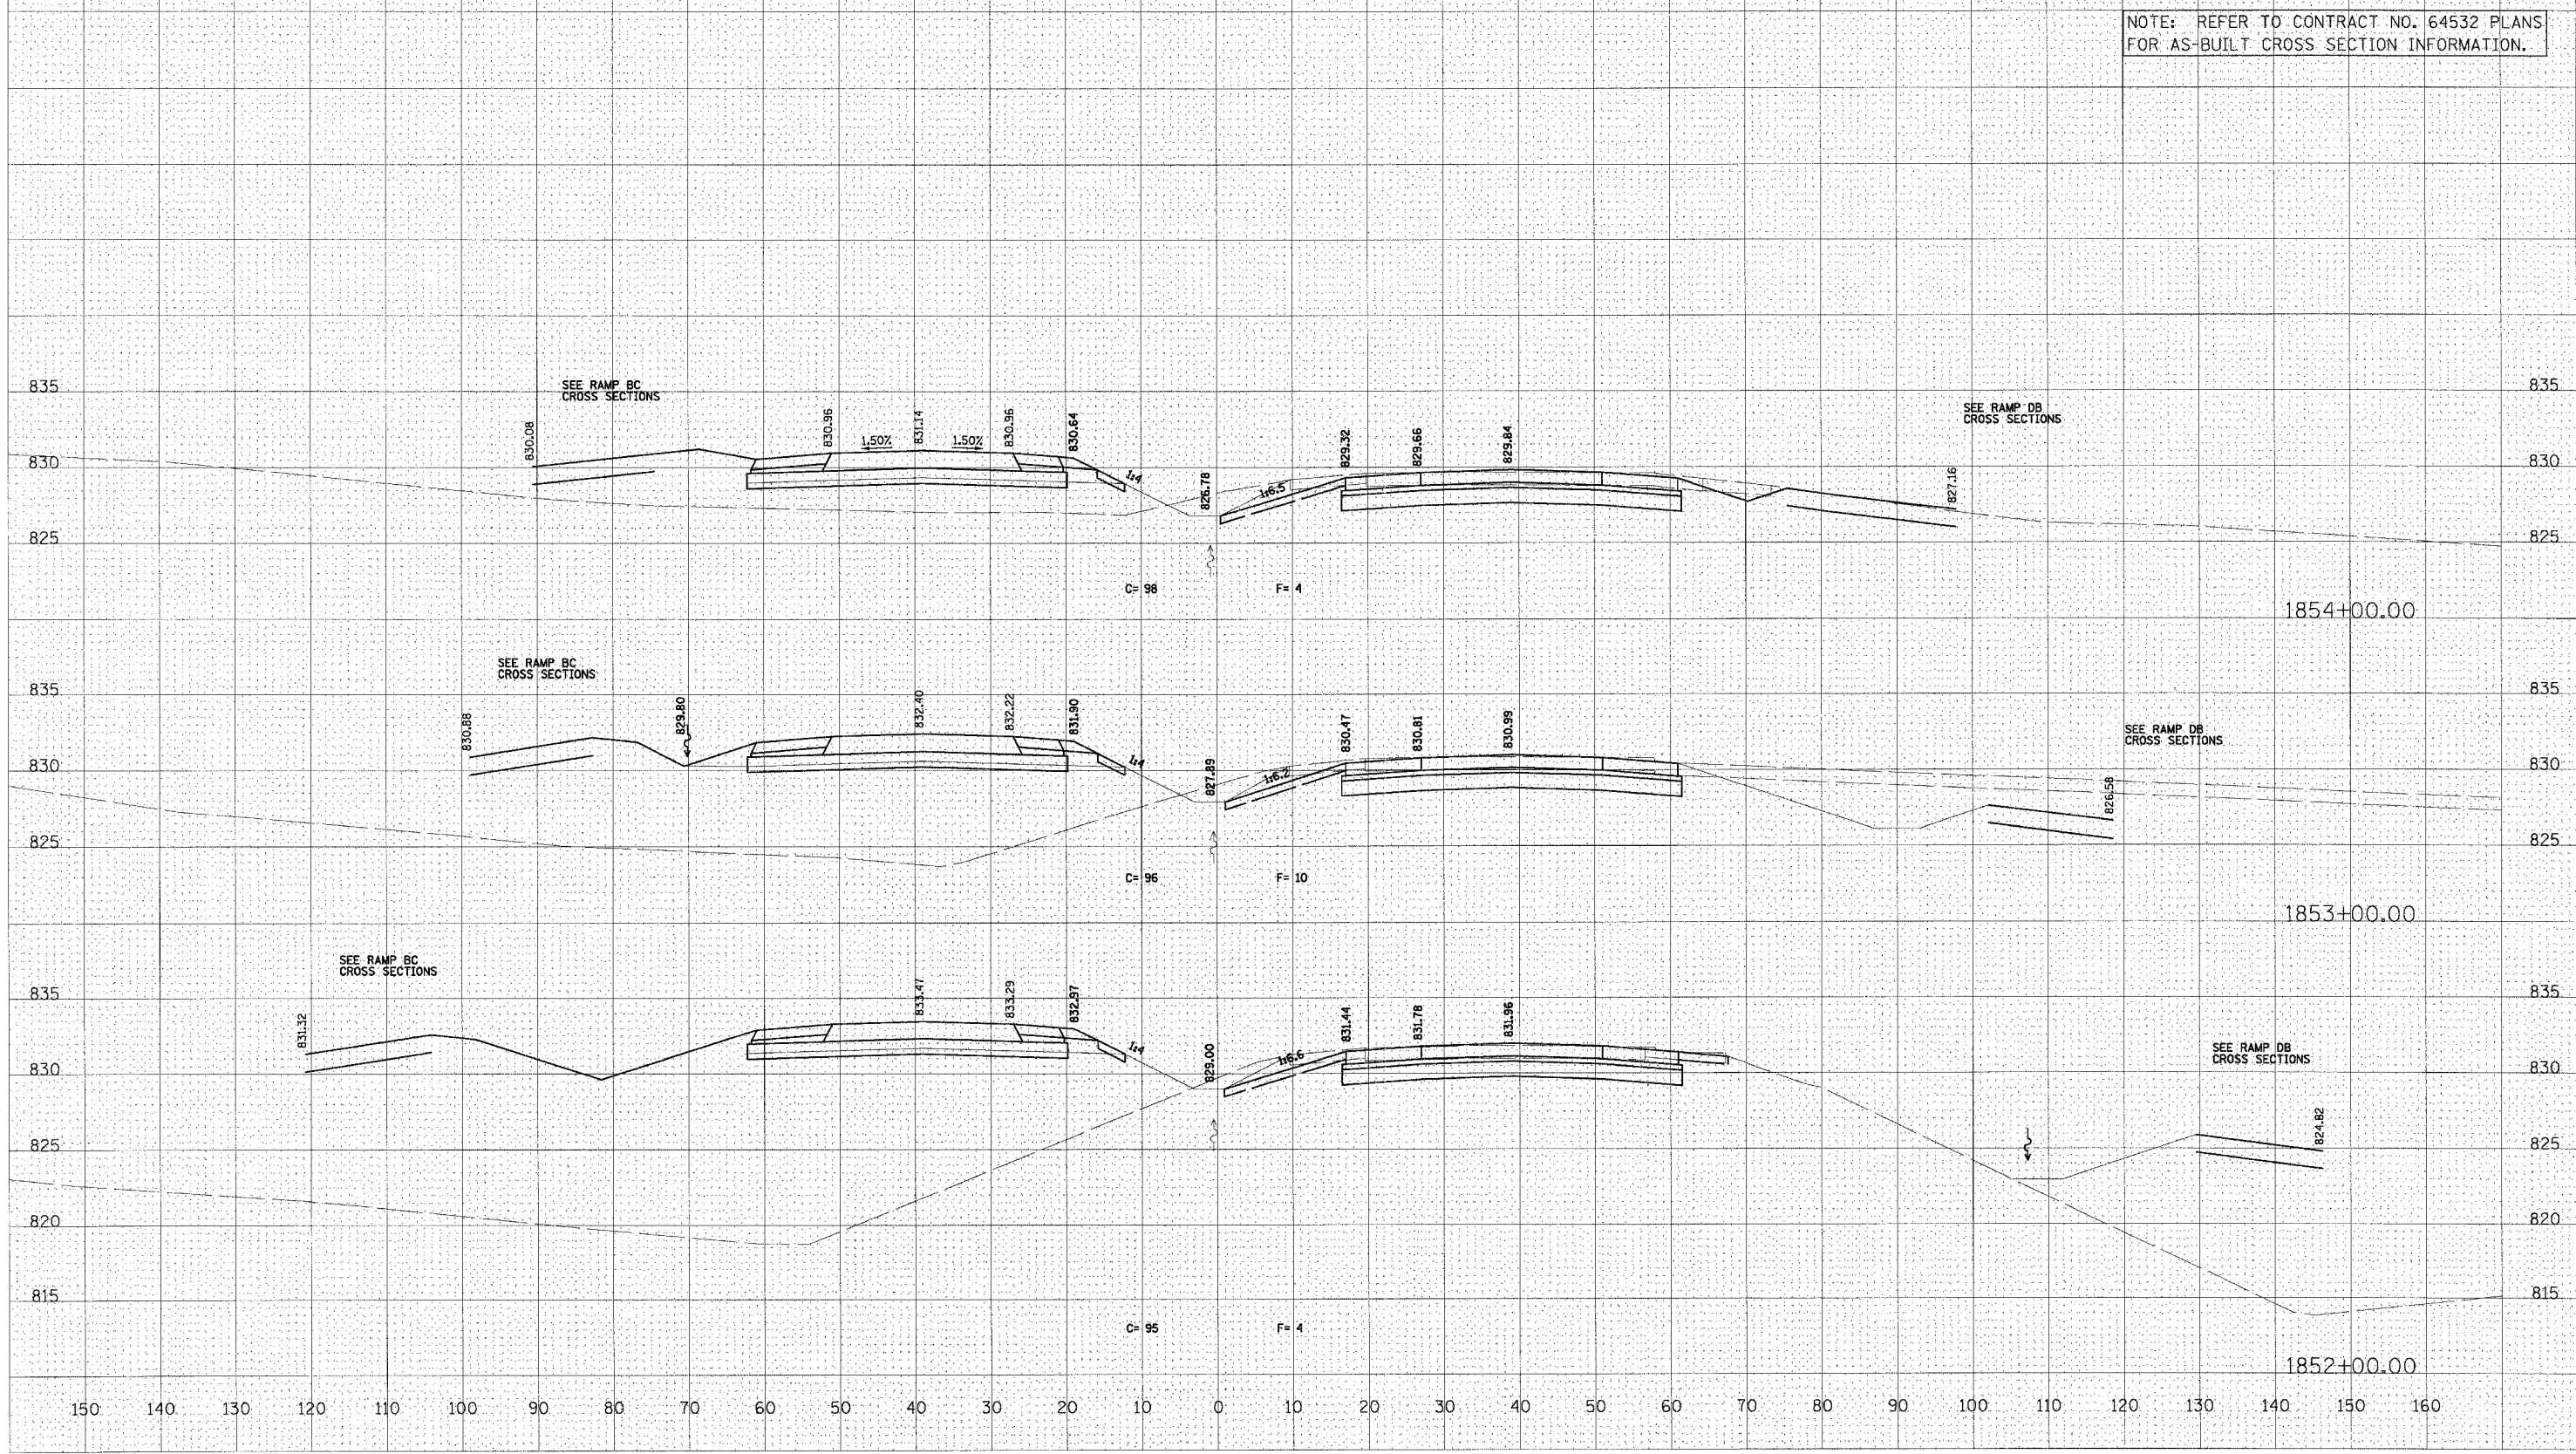 NOTE: REFER TO CONTRACT NO. 64532 PLANS
FOR AS-BUILT CROSS SECTION INFORMATION.
835
SEE RAMP BC
CROSS SECTIONS
830.08
830.96
1.50%
831.14
1.50%
830.96
830.64
1:4
826.78
1:6.5
829.32
829.66
829.84
SEE RAMP DB
CROSS SECTIONS
827.16
835
830
830
825
825
C= 98
F= 4
1854+00.00
SEE RAMP BC
CROSS SECTIONS
835
830.88
829.80
832.40
832.22
831.90
1:4
827.89
1:6.2
830.47
830.81
830.99
SEE RAMP DB
CROSS SECTIONS
826.58
835
830
830
825
825
C= 96
F= 10
1853+00.00
SEE RAMP BC
CROSS SECTIONS
835
831.32
833.47
833.29
832.97
1:4
829.00
1:6.6
831.44
831.78
831.96
SEE RAMP DB
CROSS SECTIONS
824.82
835
830
830
825
825
820
820
815
815
C= 95
F= 4
1852+00.00
150 140 130 120 110 100 90 80 70 60 50 40 30 20 10 0 10 20 30 40 50 60 70 80 90 100 110 120 130 140 150 160